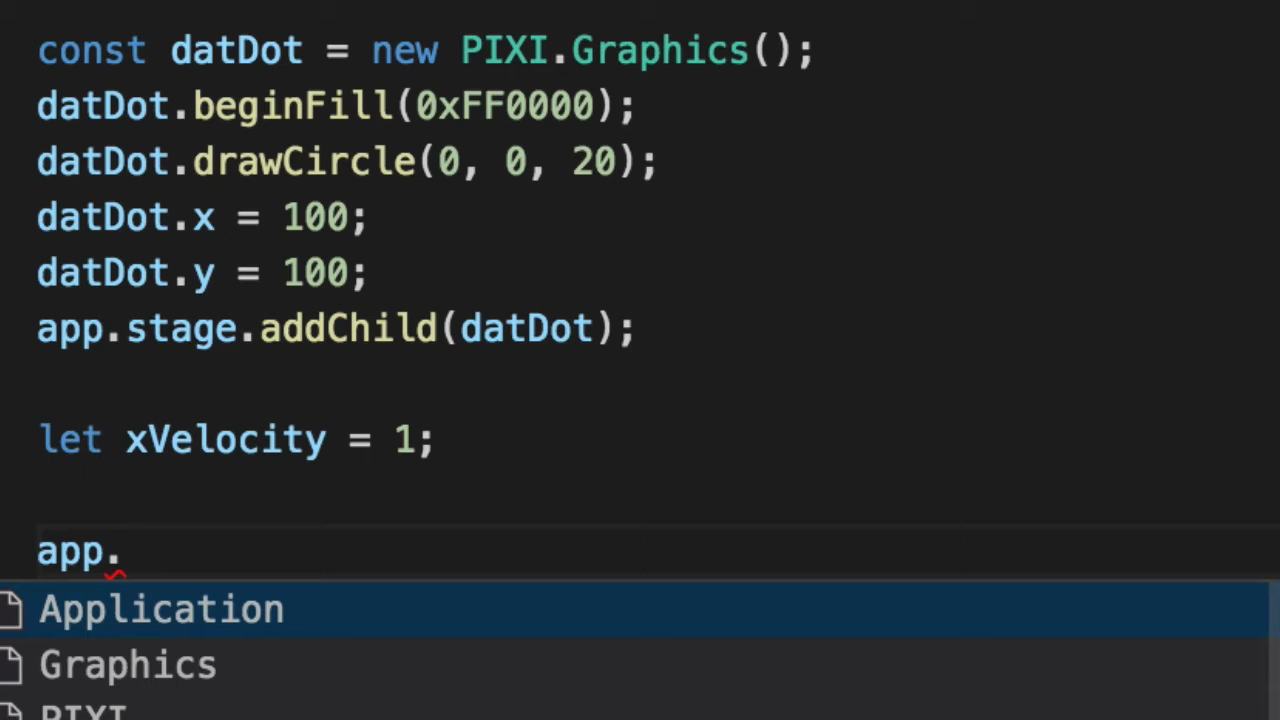 const datDot = new PIXI.Graphics();
datDot.beginFill(0xFF0000);
datDot.drawCircle(0, 0, 20);
datDot.x = 100;
datDot.y = 100;
app.stage.addChild(datDot);
let xVelocity = 1;
app.
Application
Graphics
PIXI